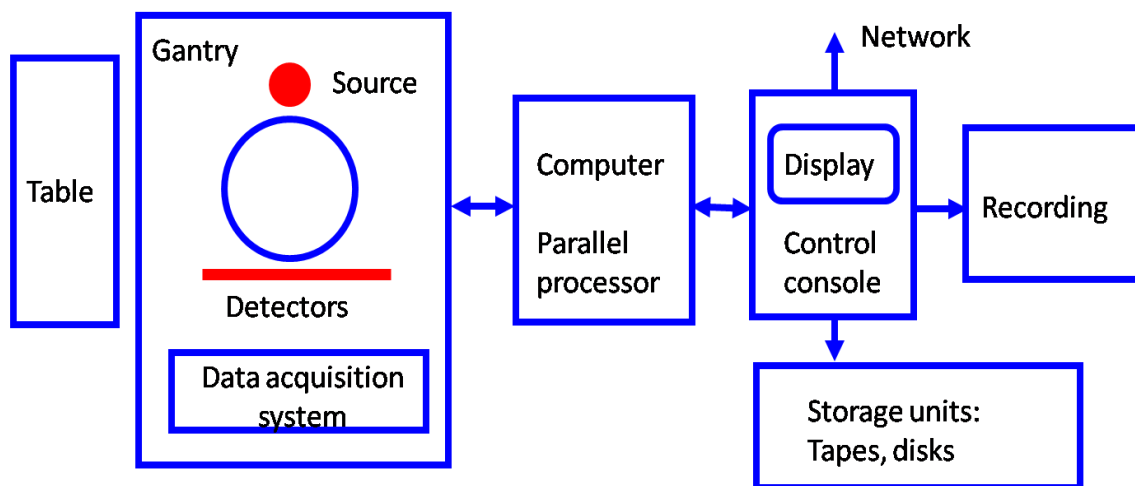 Gantry
Source
Table
Detectors
Data acquisition
system
Computer
Parallel
processor
Network
Display
Control
console
Recording
Storage units:
Tapes, disks